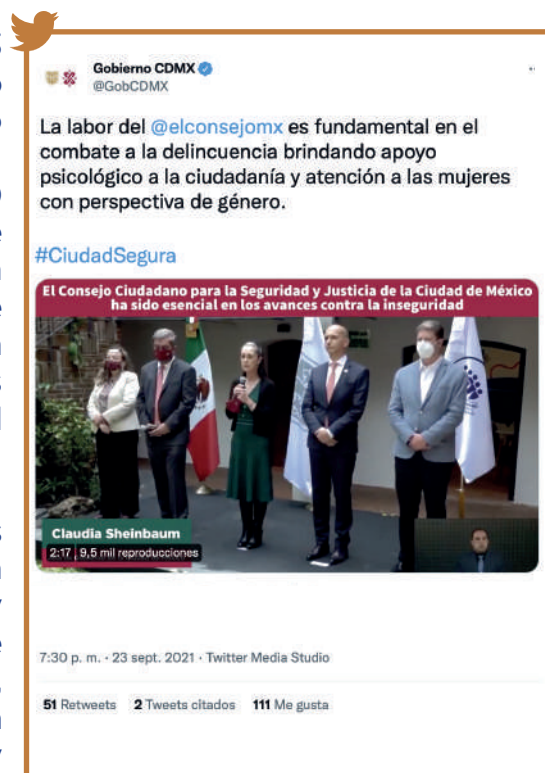 Gobierno CDMX
@GobCDMX
La labor del @elconsejomx es fundamental en el
combate a la delincuencia brindando apoyo
psicológico a la ciudadanía y atención a las mujeres
con perspectiva de género.
#CiudadSegura
El Consejo Ciudadano para la Seguridad y Justicia de la Ciudad de México
ha sido esencial en los avances contra la inseguridad
Claudia Sheinbaum
2:17 9,5 mil reproducciones
7:30 p. m. · 23 sept. 2021 · Twitter Media Studio
51 Retweets 2 Tweets citados 111 Me gusta